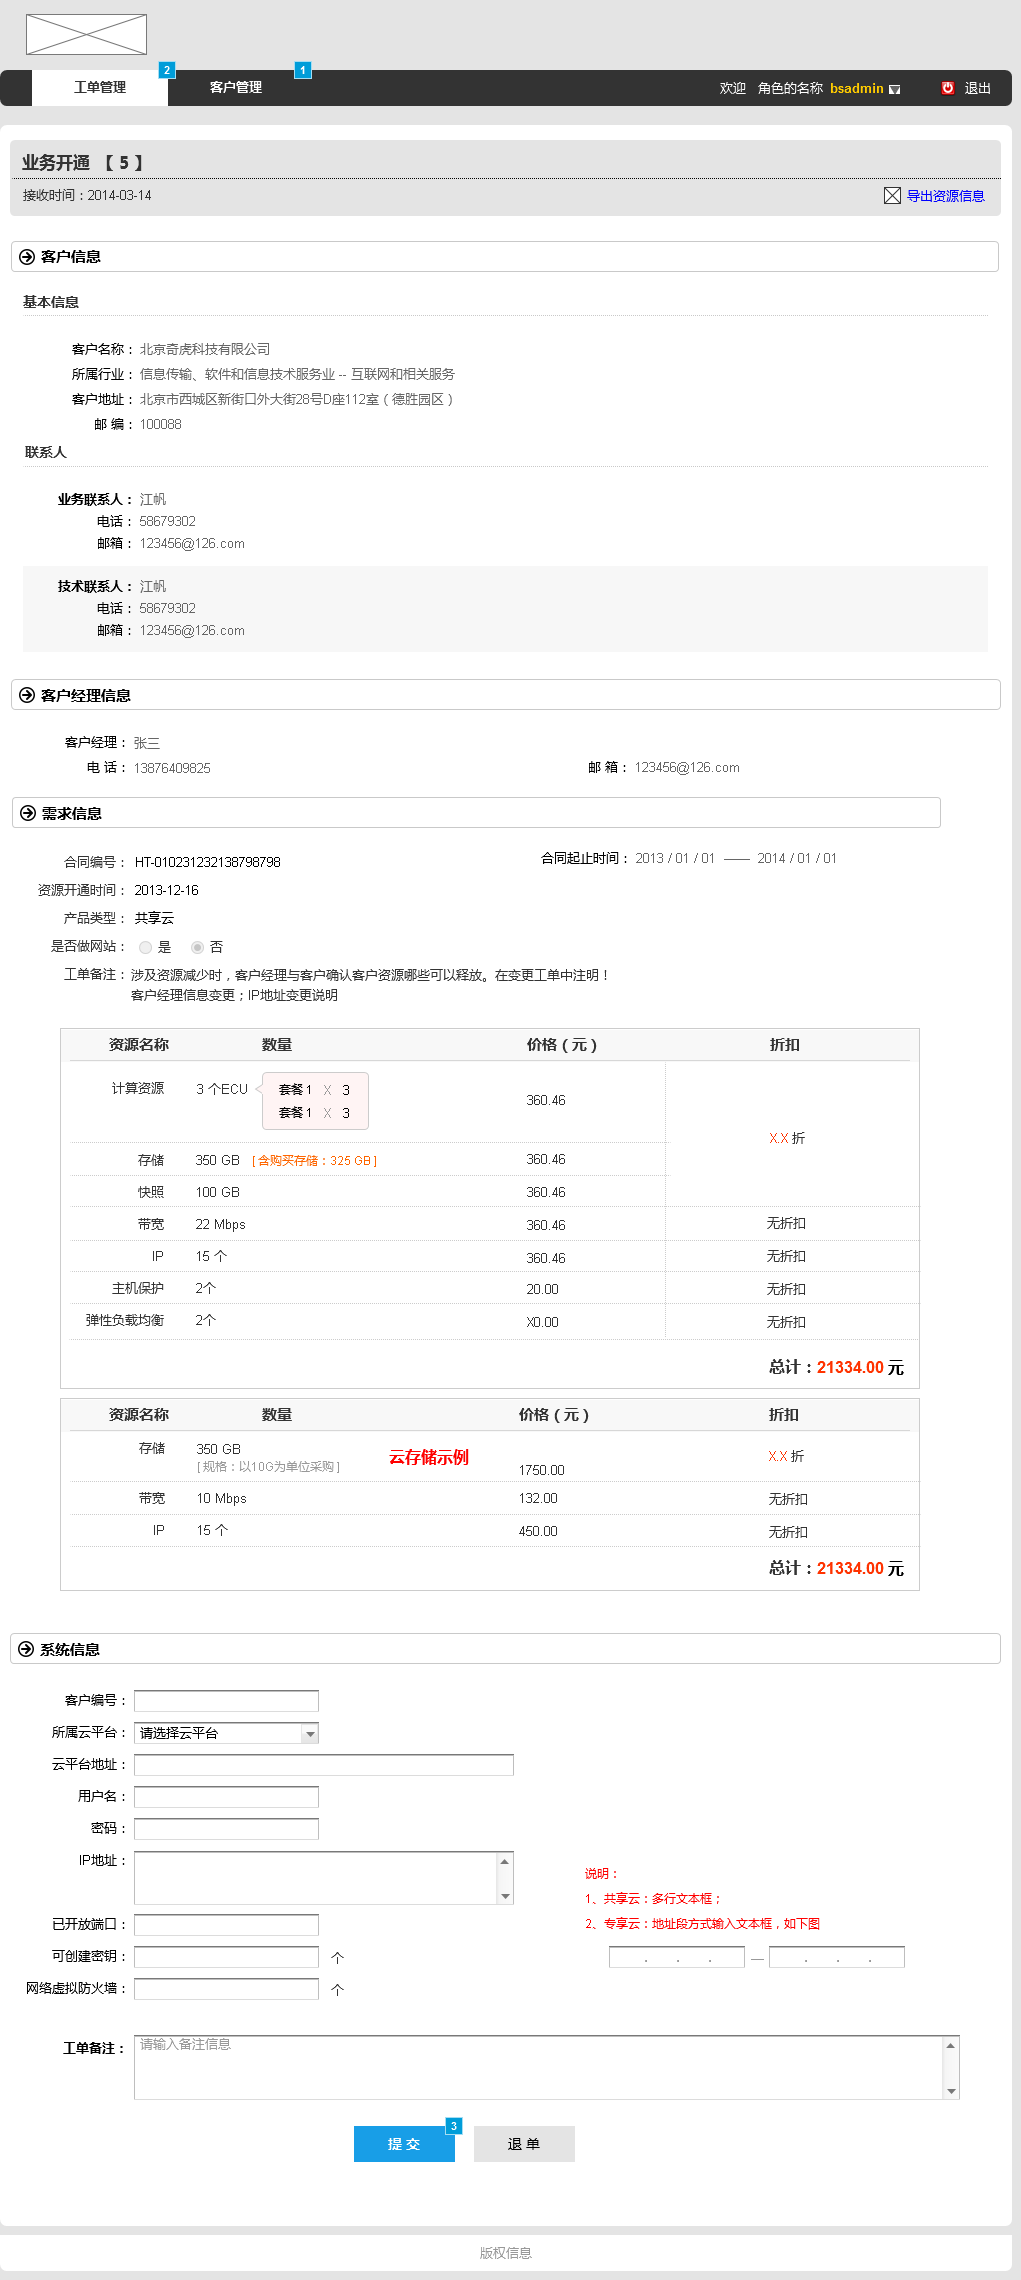 工单管理 2 客户管理 1 欢迎 角色的名称 bsadmin 退出
业务开通 【 5 】
接收时间：2014-03-14 导出资源信息
客户信息
基本信息
客户名称： 北京奇虎科技有限公司
所属行业： 信息传输、软件和信息技术服务业 -- 互联网和相关服务
客户地址： 北京市西城区新街口外大街28号D座112室（德胜园区）
邮 编： 100088
联系人
业务联系人： 江帆
电话： 58679302
邮箱： 123456@126.com
技术联系人： 江帆
电话： 58679302
邮箱： 123456@126.com
客户经理信息
客户经理： 张三
电 话： 13876409825 邮 箱： 123456@126.com
需求信息
合同编号： HT-010231232138798798 合同起止时间： 2013 / 01 / 01 —— 2014 / 01 / 01
资源开通时间： 2013-12-16
产品类型： 共享云
是否做网站： 是 否
工单备注： 涉及资源减少时，客户经理与客户确认客户资源哪些可以释放。在变更工单中注明！
客户经理信息变更；IP地址变更说明
资源名称 数量 价格（元） 折扣
计算资源 3 个ECU 套餐1 X 3 360.46
套餐1 X 3
X.X 折
存储 350 GB [ 含购买存储：325 GB ] 360.46
快照 100 GB 360.46
带宽 22 Mbps 360.46 无折扣
IP 15 个 360.46 无折扣
主机保护 2个 20.00 无折扣
弹性负载均衡 2个 X0.00 无折扣
总计：21334.00 元
资源名称 数量 价格（元） 折扣
存储 350 GB 云存储示例 1750.00 X.X 折
[ 规格：以10G为单位采购 ]
带宽 10 Mbps 132.00 无折扣
IP 15 个 450.00 无折扣
总计：21334.00 元
系统信息
客户编号：
所属云平台： 请选择云平台
云平台地址：
用户名：
密码：
IP地址：
说明：
1、共享云：多行文本框；
2、专享云：地址段方式输入文本框，如下图
已开放端口：
可创建密钥： 个 . . . — . . .
网络虚拟防火墙： 个
工单备注： 请输入备注信息
提 交 3 退 单
版权信息